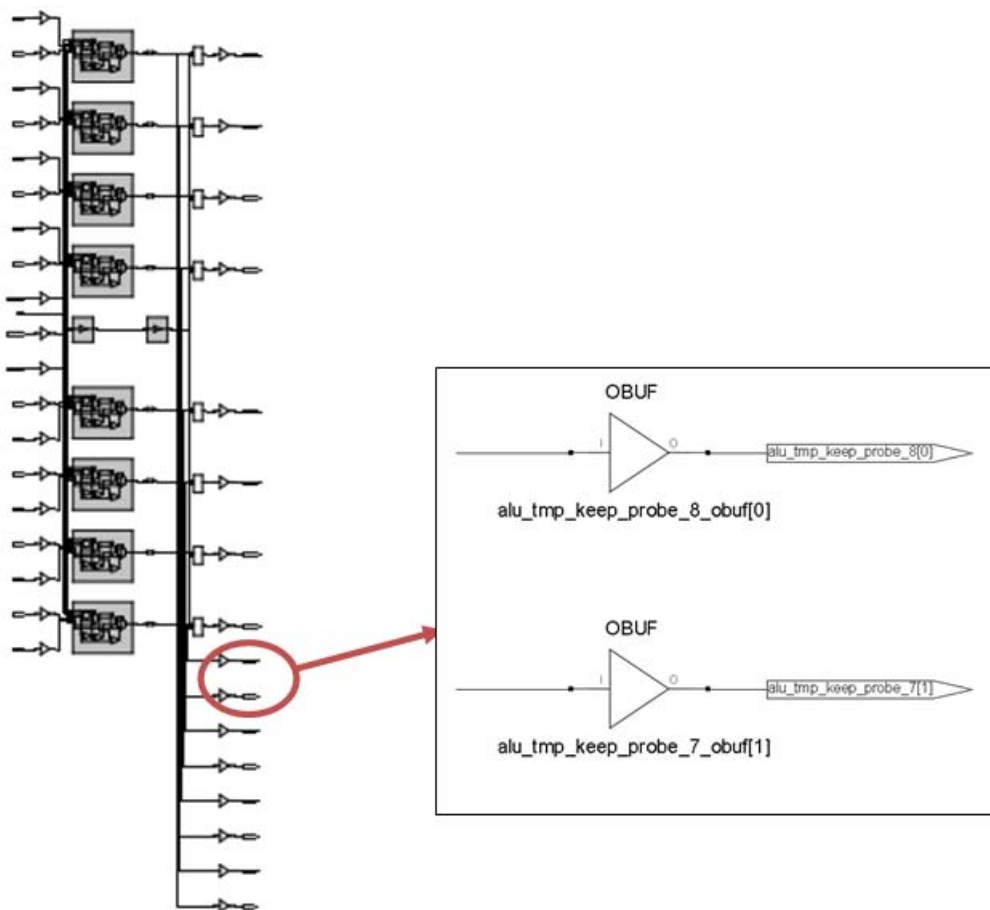 OBUF
I
O
alu_tmp_keep_probe_8[0]
alu_tmp_keep_probe_8_obuf[0]
OBUF
I
O
alu_tmp_keep_probe_7[1]
alu_tmp_keep_probe_7_obuf[1]